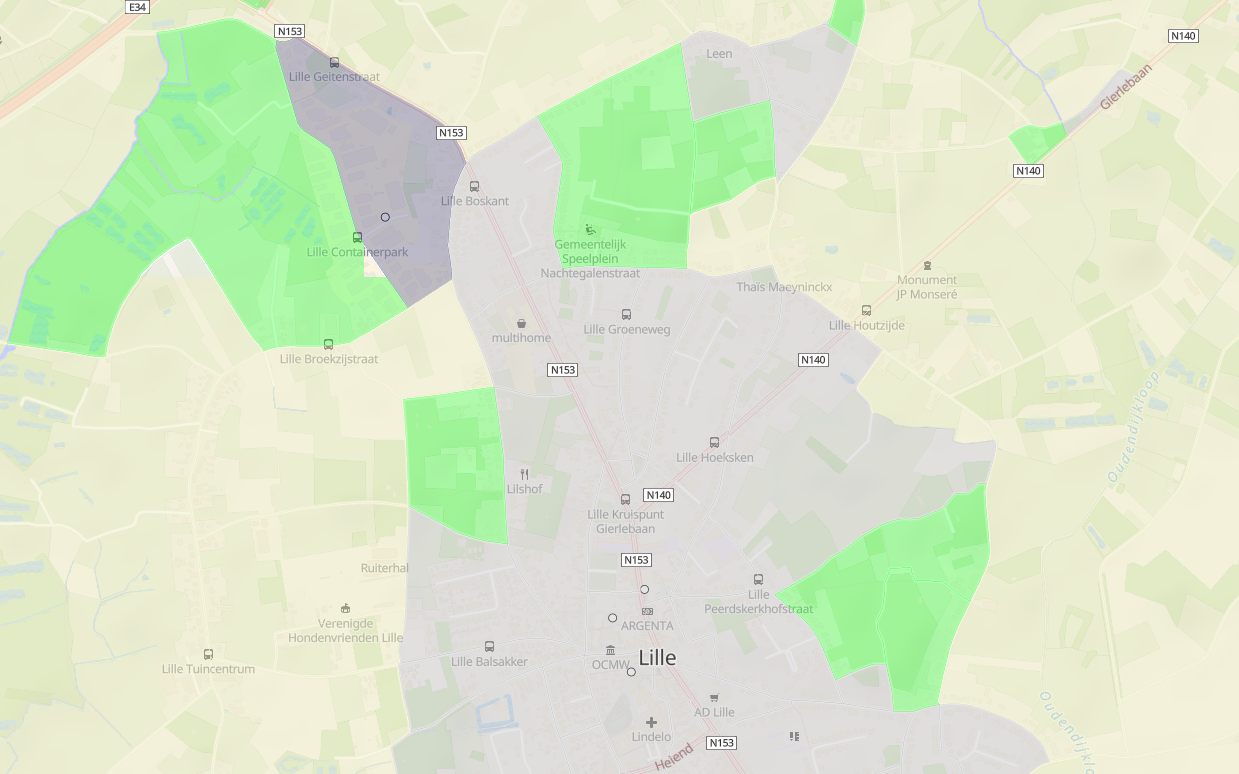 E34
N153
N140
Leen
Lille Geitenstraat
Gierlebaan
N153
N140
Lille Boskant
Lille Containerpark
Gemeentelijk
Speelplein
Nachtegalenstraat
Thaïs Maeyninckx
Monument
JP Monseré
Lille Groeneweg
Lille Houtzijde
multihome
Lille Broekzijstraat
N140
N153
Oudendijkloop
Lille Hoeksken
Lilshof
N140
Lille Kruispunt
Gierlebaan
N153
Ruiterhal
Lille
Peerdskerkhofstraat
ARGENTA
Verenigde
Hondenvrienden Lille
Lille Tuincentrum
Lille Balsakker
OCMW
Lille
AD Lille
Lindelo
N153
Heiend
Oudendijklo